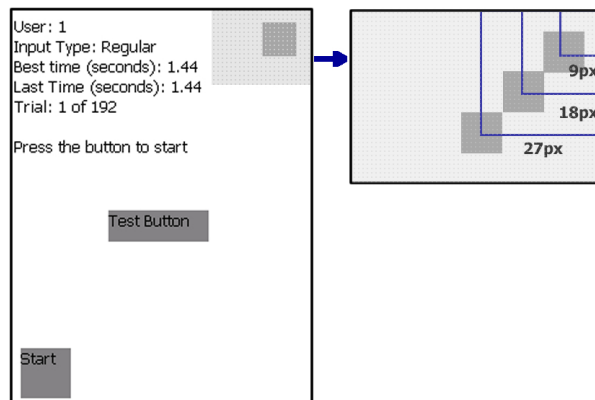 User: 1
Input Type: Regular
Best time (seconds): 1.44
Last Time (seconds): 1.44
Trial: 1 of 192
Press the button to start
Test Button
Start
9px
18px
27px